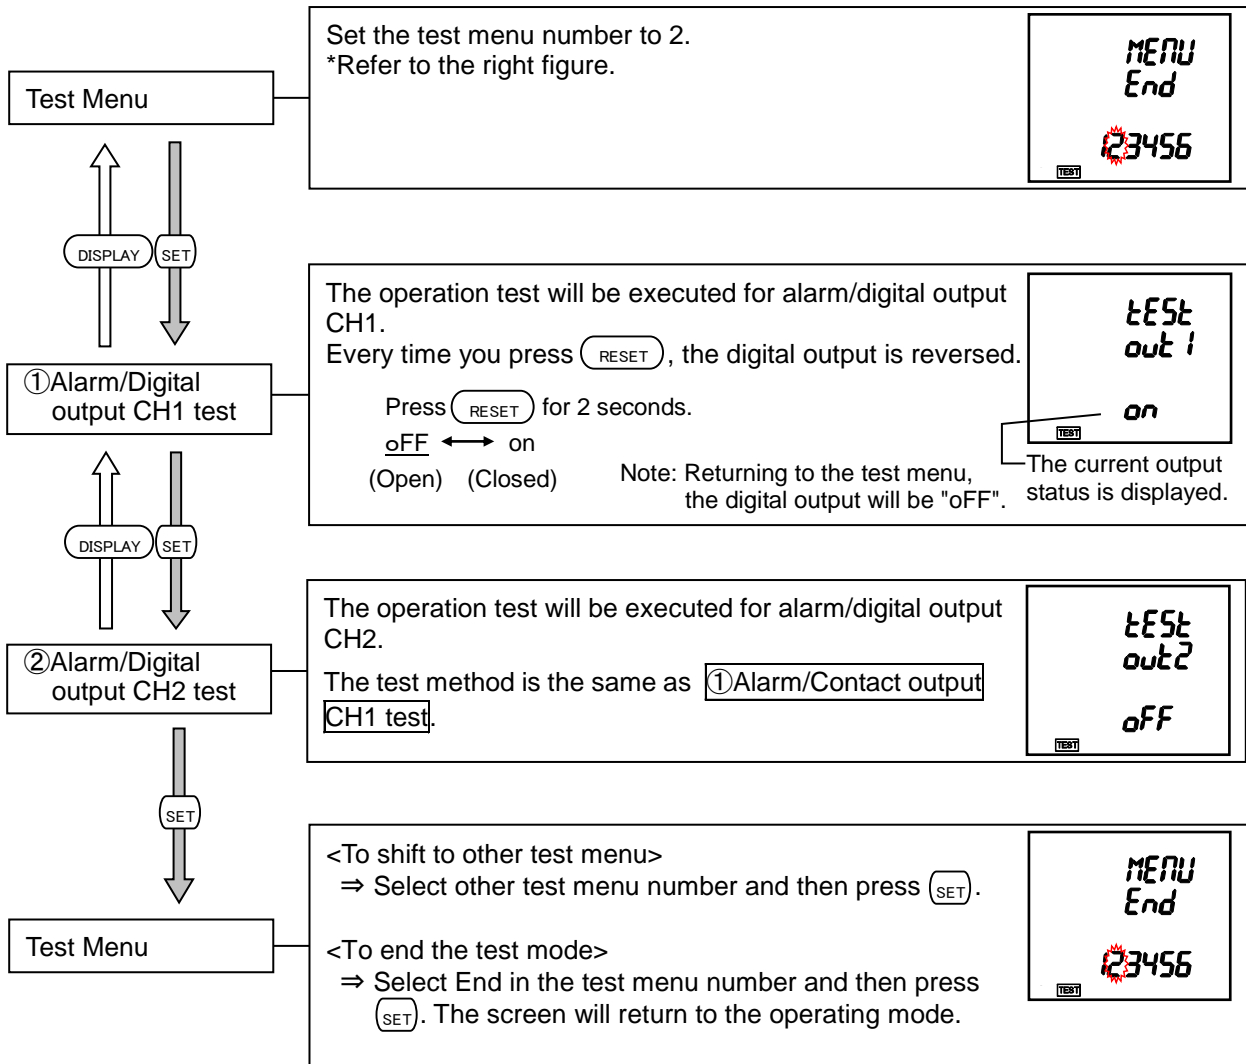 Test Menu
Set the test menu number to 2.
*Refer to the right figure.
MENU
End
123456
TEST
DISPLAY
SET
①Alarm/Digital
output CH1 test
The operation test will be executed for alarm/digital output
CH1.
Every time you press RESET, the digital output is reversed.
Press RESET for 2 seconds.
oFF ⟷ on
(Open) (Closed)
Note: Returning to the test menu,
the digital output will be "oFF".
tESt
out1
on
TEST
The current output
status is displayed.
DISPLAY
SET
②Alarm/Digital
output CH2 test
The operation test will be executed for alarm/digital output
CH2.
The test method is the same as ①Alarm/Contact output
CH1 test.
tESt
out2
oFF
TEST
SET
Test Menu
<To shift to other test menu>
⇒ Select other test menu number and then press SET.
<To end the test mode>
⇒ Select End in the test menu number and then press
SET. The screen will return to the operating mode.
MENU
End
123456
TEST